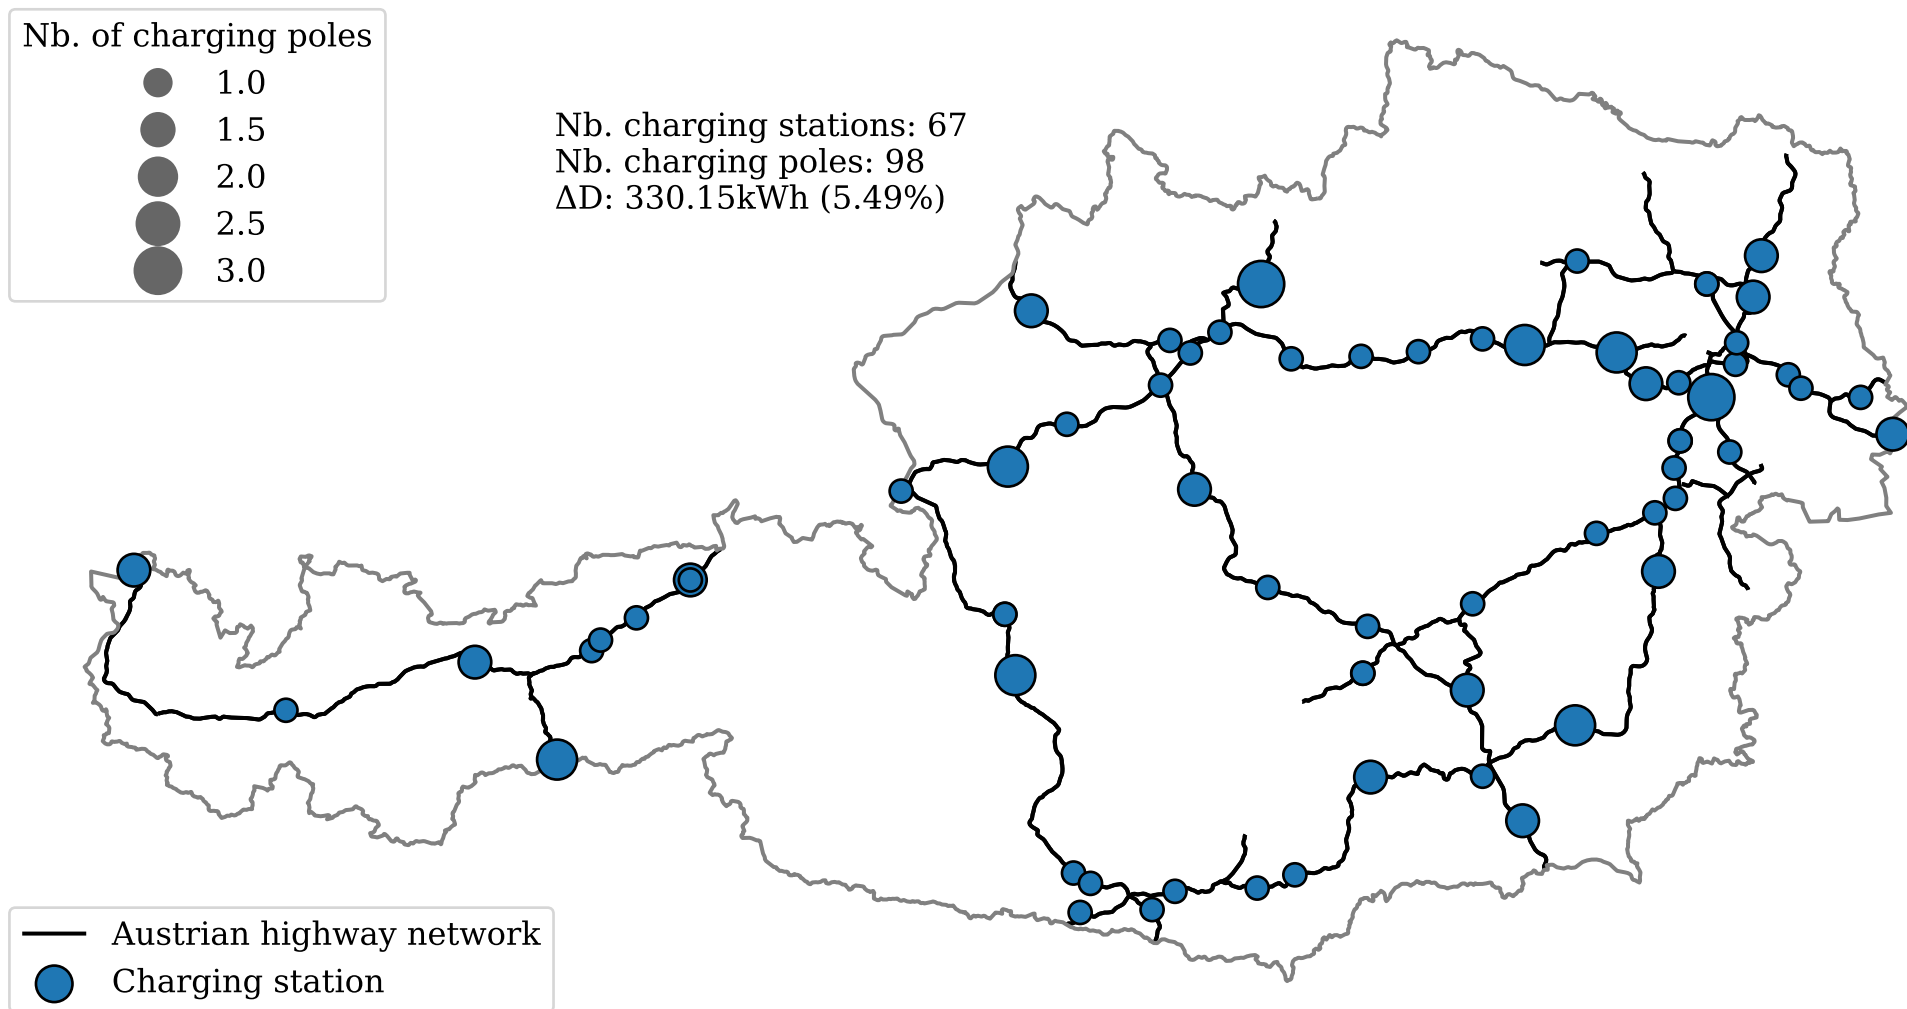 Nb. of charging poles
1.0
1.5
2.0
2.5
3.0
Nb. charging stations: 67
Nb. charging poles: 98
ΔD: 330.15kWh (5.49%)
Austrian highway network
Charging station